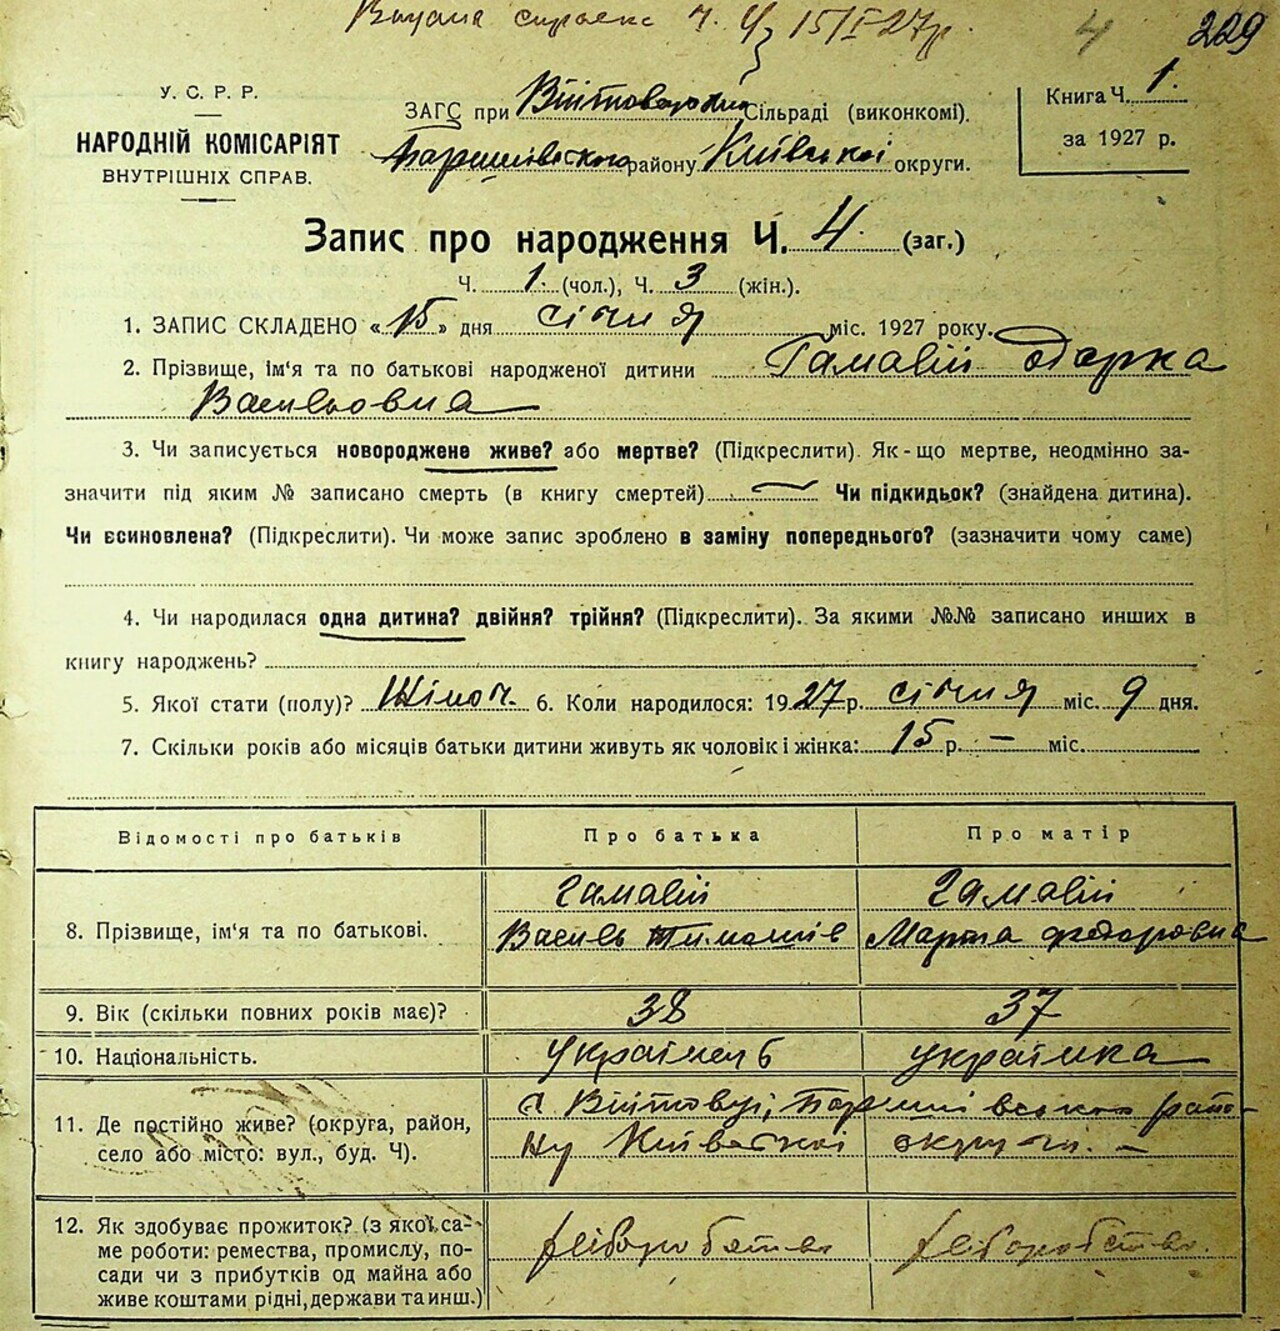 Видана справка ч. 4 15/I-27р.
4 229
У. С. Р. Р.
НАРОДНІЙ КОМІСАРІЯТ
ВНУТРІШНІХ СПРАВ.
ЗАГС при Війтовецькій Сільраді (виконкомі).
Баришівського району Київської округи.
Книга Ч. 1.
за 1927 р.
Запис про народження Ч. 4. (заг.)
Ч. 1. (чол.), Ч. 3 (жін.).
1. ЗАПИС СКЛАДЕНО «15» дня січня міс. 1927 року.
2. Прізвище, ім'я та по батькові народженої дитини Гамалій Одарка
Васильовна
3. Чи записується новороджене живе? або мертве? (Підкреслити). Як-що мертве, неодмінно за-
значити під яким № записано смерть (в книгу смертей) — Чи підкидьок? (знайдена дитина).
Чи всиновлена? (Підкреслити). Чи може запис зроблено в заміну попереднього? (зазначити чому саме)
4. Чи народилася одна дитина? двійня? трійня? (Підкреслити). За якими №№ записано инших в
книгу народжень?
5. Якої стати (полу)? Жіноч. 6. Коли народилося: 1927 р. січня міс. 9 дня.
7. Скільки років або місяців батьки дитини живуть як чоловік і жінка: 15 р. — міс.
Відомості про батьків Про батька Про матір
Гамалій Гамалій
8. Прізвище, ім'я та по батькові. Василь Тимошів Марта Федоровна
9. Вік (скільки повних років має)? 38 37
10. Національність. Українець українка
с Війтовці, Баришівського райо-
11. Де постійно живе? (округа, район,
ну Київської округи. —
село або місто: вул., буд. Ч).
12. Як здобуває прожиток? (з якої са-
ме роботи: ремества, промислу, по- хліборобство хліборобство.
сади чи з прибутків од майна або
живе коштами рідні, держави та инш.)